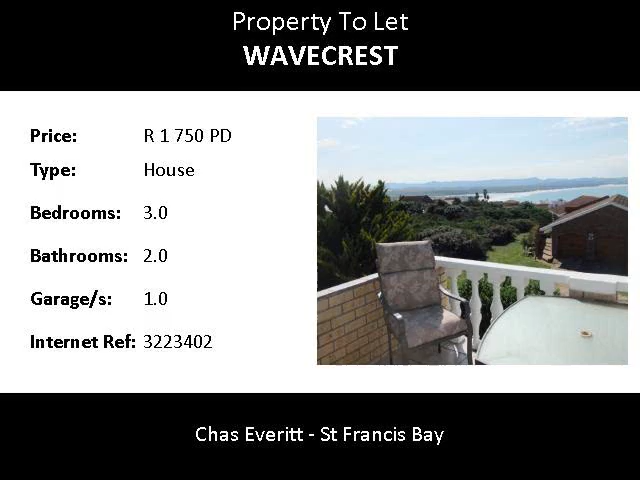 Property To Let
WAVECREST
Price: R 1 750 PD
Type: House
Bedrooms: 3.0
Bathrooms: 2.0
Garage/s: 1.0
Internet Ref: 3223402
Chas Everitt - St Francis Bay